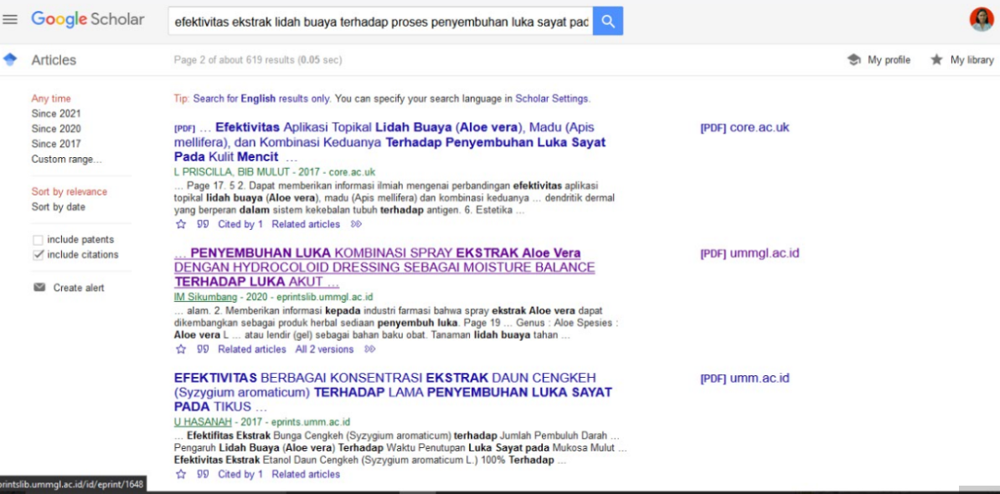 Google Scholar
efektivitas ekstrak lidah buaya terhadap proses penyembuhan luka sayat pad
Articles
Page 2 of about 619 results (0.05 sec)
My profile
My library
Any time
Since 2021
Since 2020
Since 2017
Custom range...
Sort by relevance
Sort by date
include patents
include citations
Create alert
Tip: Search for English results only. You can specify your search language in Scholar Settings.
[PDF] ... Efektivitas Aplikasi Topikal Lidah Buaya (Aloe vera), Madu (Apis
mellifera), dan Kombinasi Keduanya Terhadap Penyembuhan Luka Sayat
Pada Kulit Mencit ...
L PRISCILLA, BIB MULUT - 2017 - core.ac.uk
... Page 17. 5 2. Dapat memberikan informasi ilmiah mengenai perbandingan efektivitas aplikasi
topikal lidah buaya (Aloe vera), madu (Apis mellifera) dan kombinasi keduanya ... dendritik dermal
yang berperan dalam sistem kekebalan tubuh terhadap antigen. 6. Estetika ...
Cited by 1 Related articles
[PDF] core.ac.uk
... PENYEMBUHAN LUKA KOMBINASI SPRAY EKSTRAK Aloe Vera
DENGAN HYDROCOLOID DRESSING SEBAGAI MOISTURE BALANCE
TERHADAP LUKA AKUT ...
IM Sikumbang - 2020 - eprintslib.ummgl.ac.id
... alam. 2. Memberikan informasi kepada industri farmasi bahwa spray ekstrak Aloe vera dapat
dikembangkan sebagai produk herbal sediaan penyembuh luka. Page 19 ... Genus : Aloe Spesies :
Aloe vera L ... atau lendir (gel) sebagai bahan baku obat. Tanaman lidah buaya tahan ...
Related articles All 2 versions
[PDF] ummgl.ac.id
EFEKTIVITAS BERBAGAI KONSENTRASI EKSTRAK DAUN CENGKEH
(Syzygium aromaticum) TERHADAP LAMA PENYEMBUHAN LUKA SAYAT
PADA TIKUS ...
U HASANAH - 2017 - eprints.umm.ac.id
... Efektifitas Ekstrak Bunga Cengkeh (Syzygium aromaticum) terhadap Jumlah Pembuluh Darah ...
Pengaruh Lidah Buaya (Aloe vera) Terhadap Waktu Penutupan Luka Sayat pada Mukosa Mulut ...
Efektivitas Ekstrak Etanol Daun Cengkeh (Syzygium aromaticum L.) 100% Terhadap ...
Cited by 1 Related articles
[PDF] umm.ac.id
printslib.ummgl.ac.id/id/eprint/1648